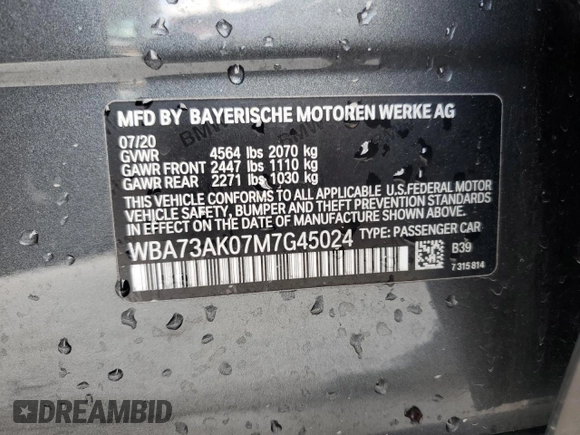 MFD BY BAYERISCHE MOTOREN WERKE AG
07/20
GVWR 4564 lbs 2070 kg
GAWR FRONT 2447 lbs 1110 kg
GAWR REAR 2271 lbs 1030 kg
THIS VEHICLE CONFORMS TO ALL APPLICABLE U.S.FEDERAL MOTOR
VEHICLE SAFETY, BUMPER AND THEFT PREVENTION STANDARDS
IN EFFECT ON THE DATE OF MANUFACTURE SHOWN ABOVE.
WBA73AK07M7G45024 TYPE: PASSENGER CAR
B39
7 315 814
DREAMBID